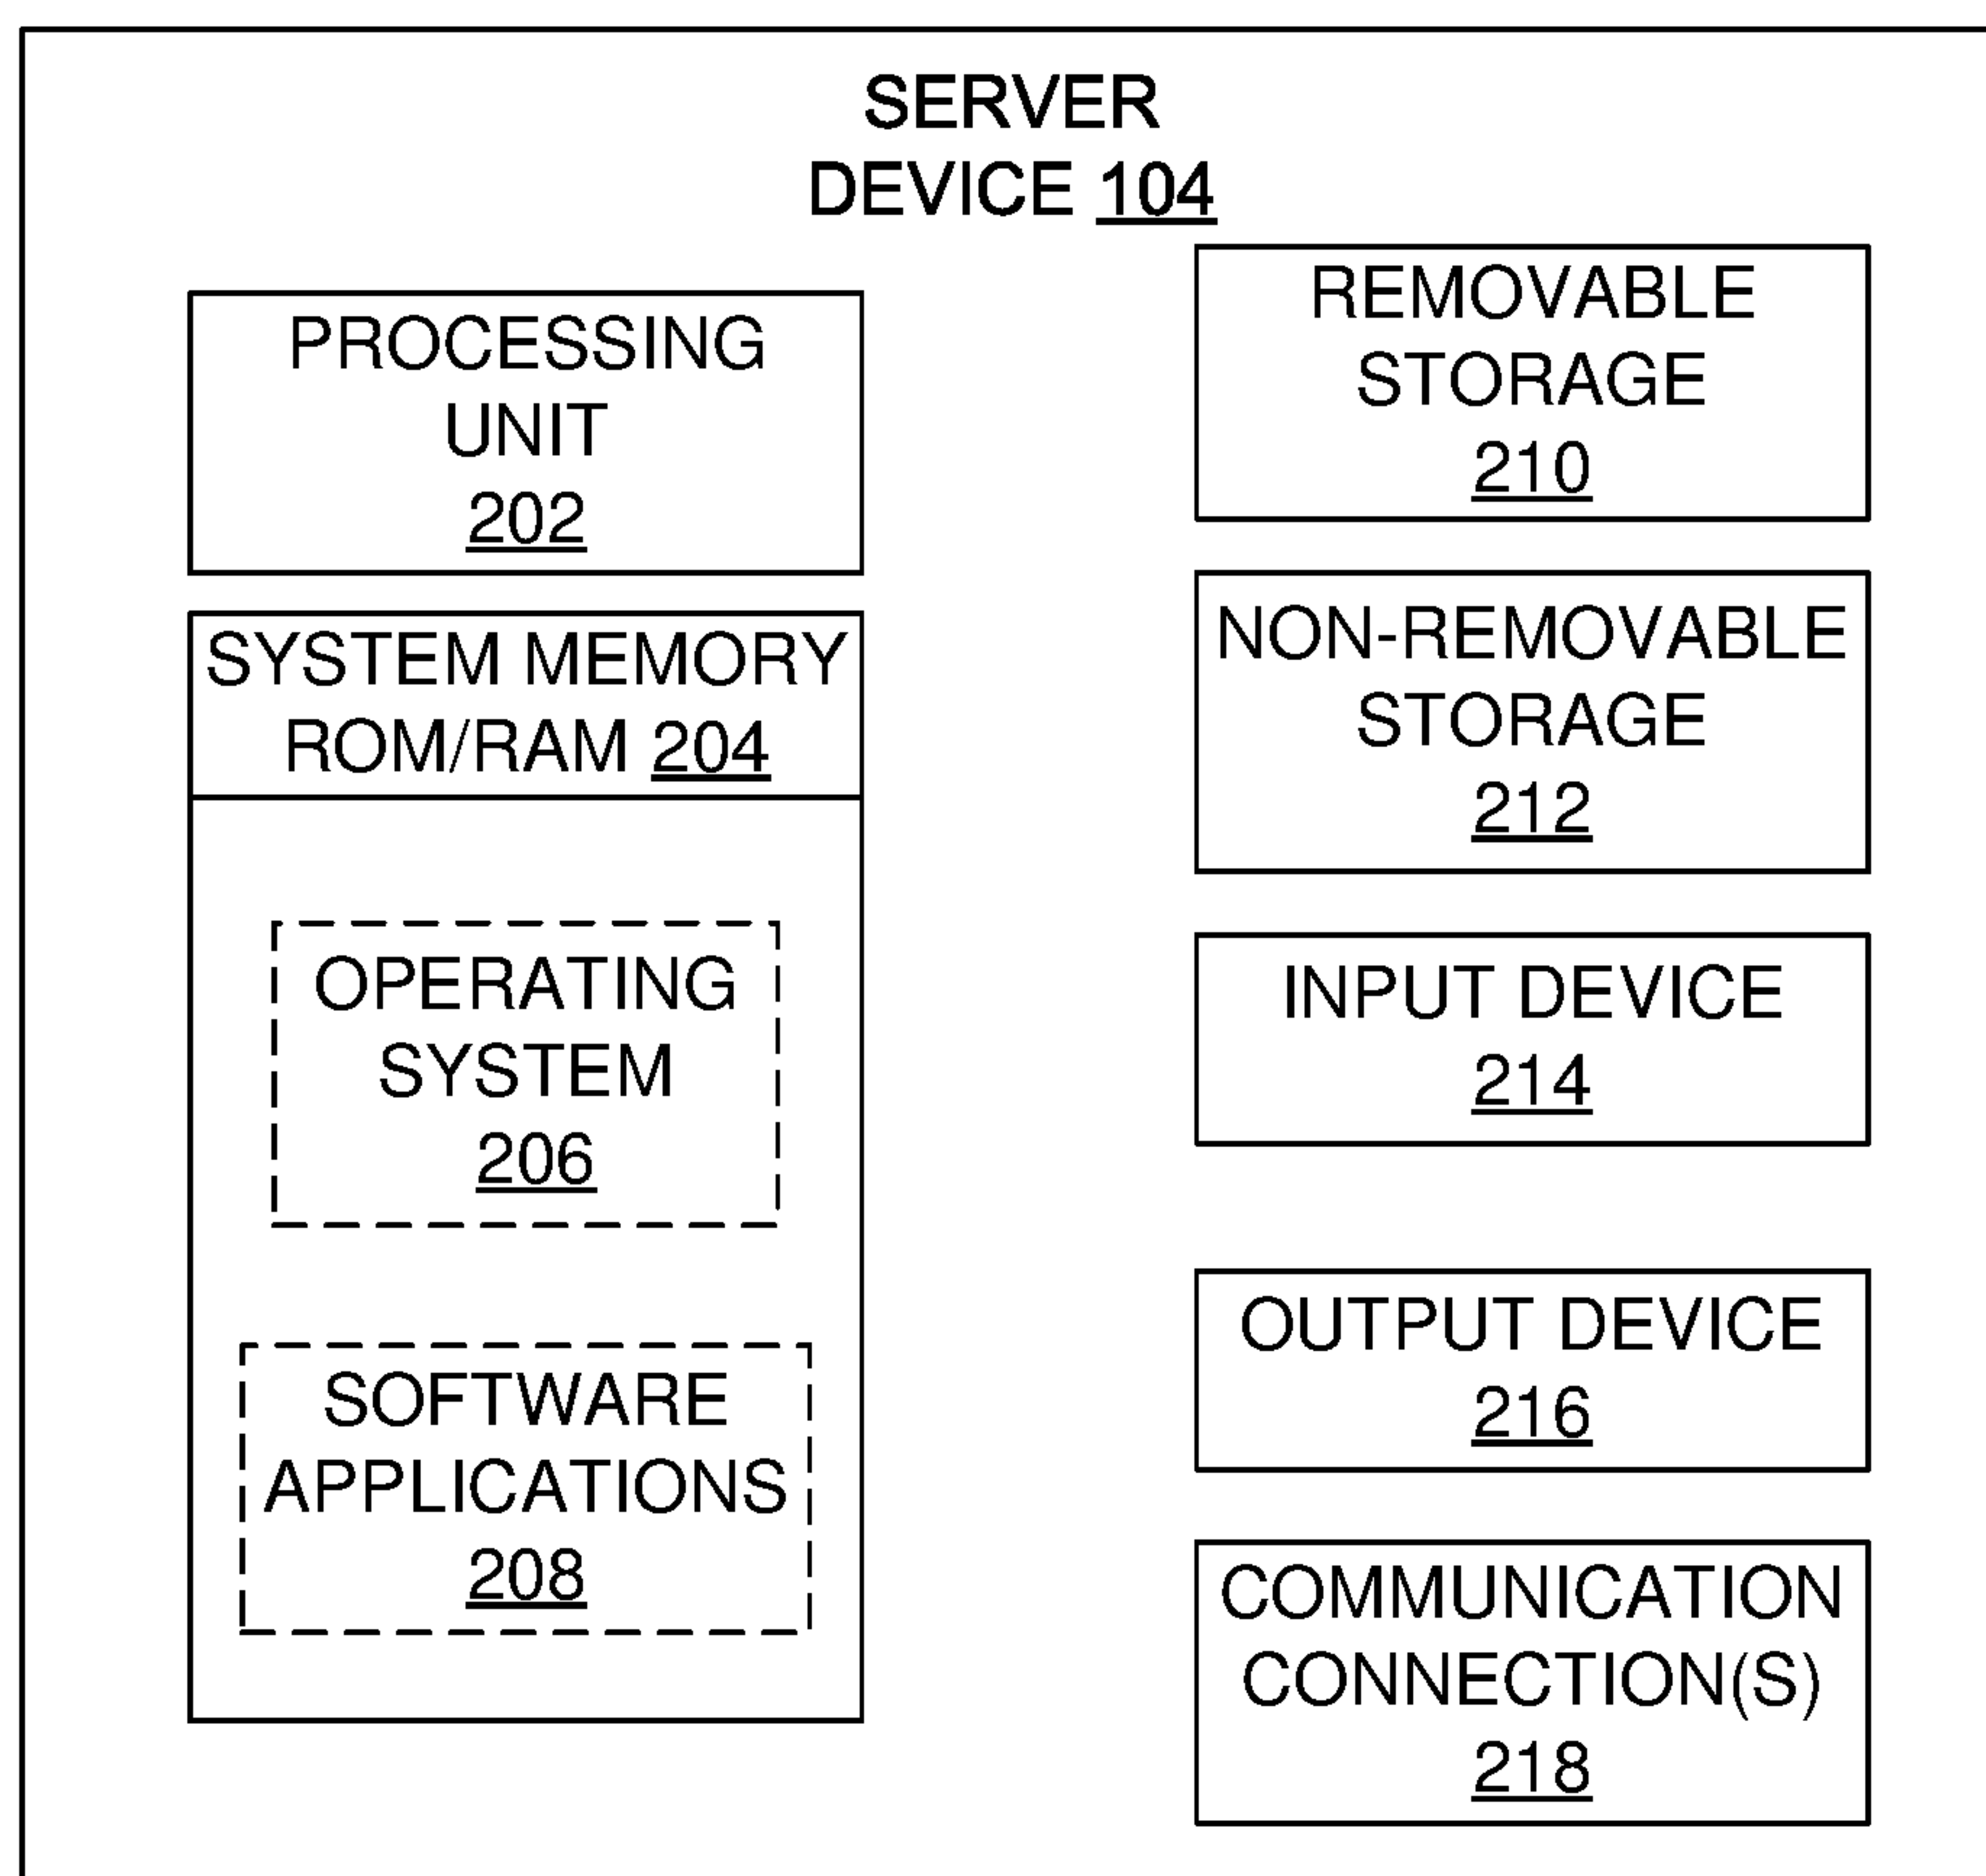 SERVER
DEVICE 104
PROCESSING
UNIT
202
SYSTEM MEMORY
ROM/RAM 204
OPERATING
SYSTEM
206
SOFTWARE
APPLICATIONS
208
REMOVABLE
STORAGE
210
NON-REMOVABLE
STORAGE
212
INPUT DEVICE
214
OUTPUT DEVICE
216
COMMUNICATION
CONNECTION(S)
218